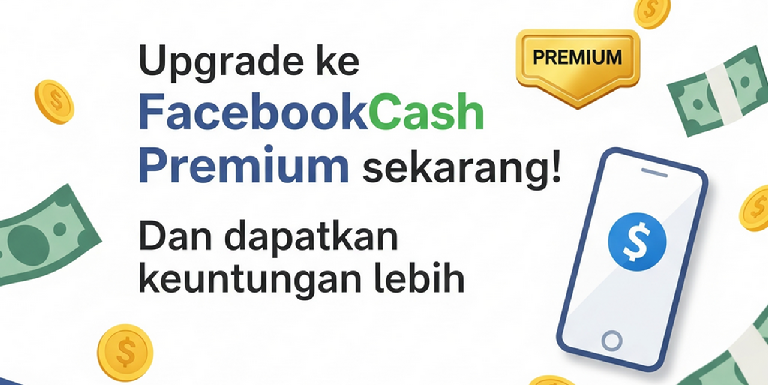 Upgrade ke
PREMIUM
FacebookCash
Premium sekarang!
Dan dapatkan
keuntungan lebih